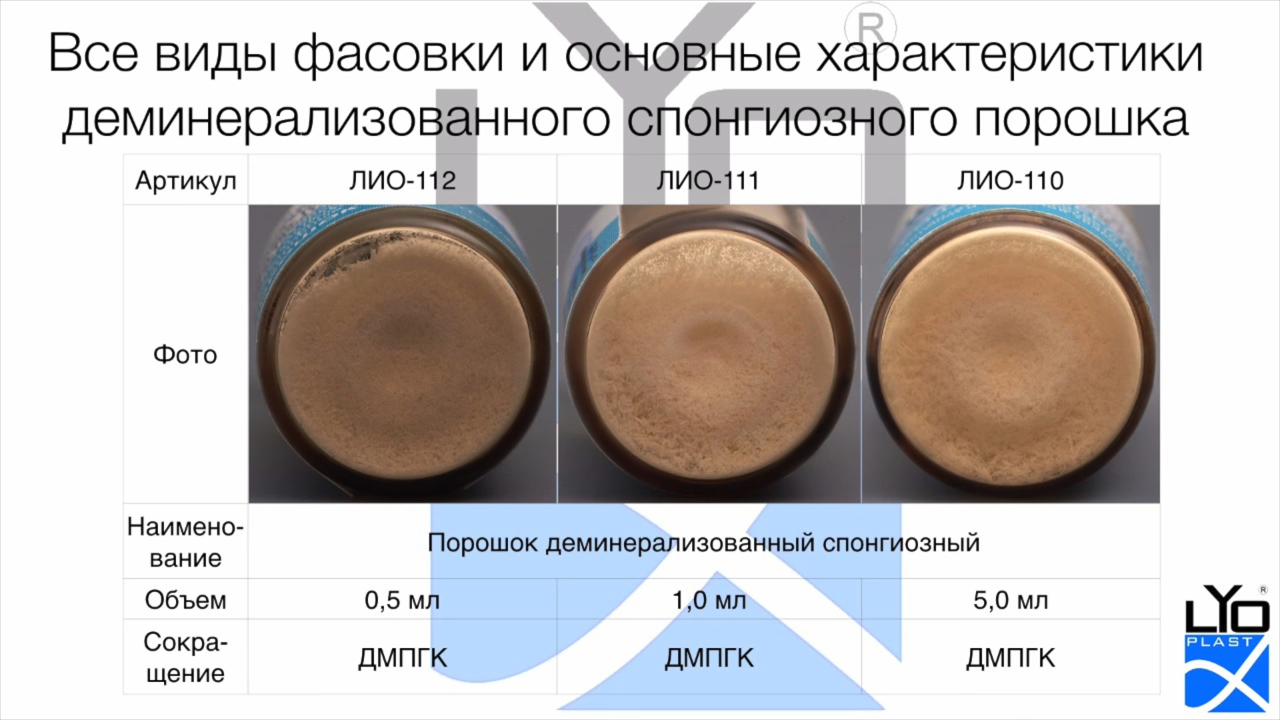 Все виды фасовки и основные характеристики
деминерализованного спонгиозного порошка
Артикул ЛИО-112 ЛИО-111 ЛИО-110
Фото
Наимено-
вание
Порошок деминерализованный спонгиозный
Объем 0,5 мл 1,0 мл 5,0 мл
Сокра-
щение
ДМПГК ДМПГК ДМПГК
LYO®
PLAST
LYO®